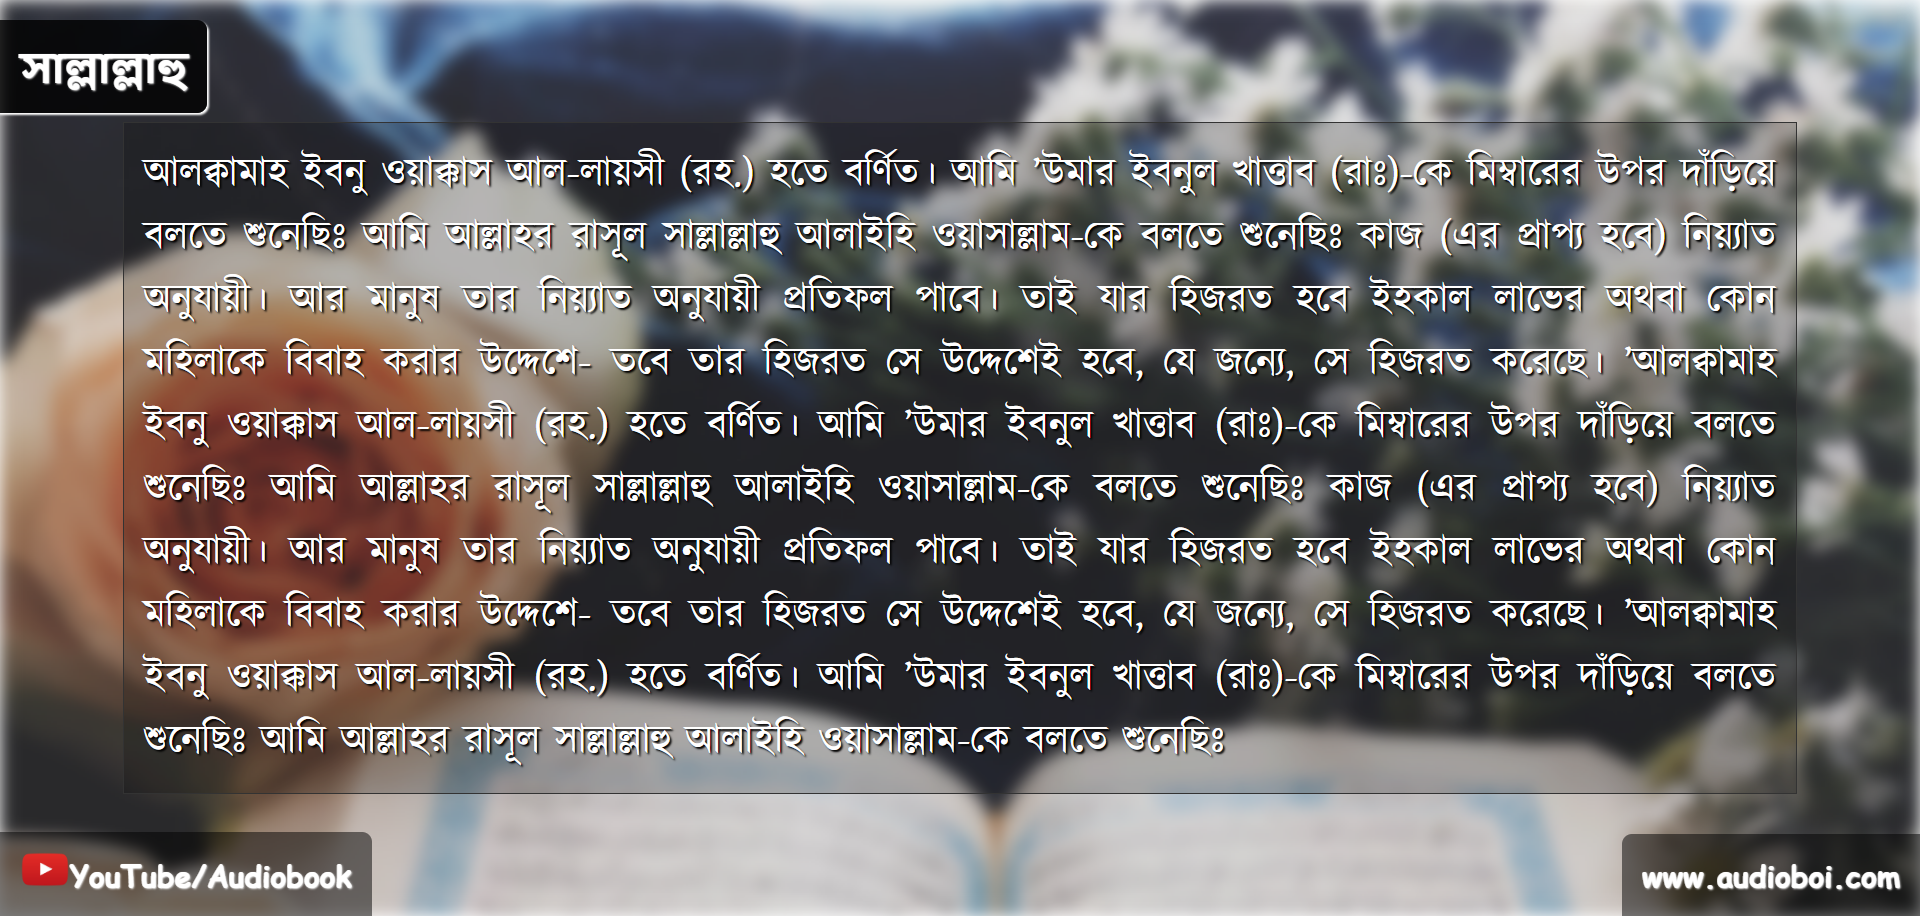 সাল্লাল্লাহু
আলক্বামাহ ইবনু ওয়াক্কাস আল-লায়সী (রহ.) হতে বর্ণিত। আমি ’উমার ইবনুল খাত্তাব (রাঃ)-কে মিম্বারের উপর দাঁড়িয়ে
বলতে শুনেছিঃ আমি আল্লাহর রাসূল সাল্লাল্লাহু আলাইহি ওয়াসাল্লাম-কে বলতে শুনেছিঃ কাজ (এর প্রাপ্য হবে) নিয়্যাত
অনুযায়ী। আর মানুষ তার নিয়্যাত অনুযায়ী প্রতিফল পাবে। তাই যার হিজরত হবে ইহকাল লাভের অথবা কোন
মহিলাকে বিবাহ করার উদ্দেশে- তবে তার হিজরত সে উদ্দেশেই হবে, যে জন্যে, সে হিজরত করেছে। ’আলক্বামাহ
ইবনু ওয়াক্কাস আল-লায়সী (রহ.) হতে বর্ণিত। আমি ’উমার ইবনুল খাত্তাব (রাঃ)-কে মিম্বারের উপর দাঁড়িয়ে বলতে
শুনেছিঃ আমি আল্লাহর রাসূল সাল্লাল্লাহু আলাইহি ওয়াসাল্লাম-কে বলতে শুনেছিঃ কাজ (এর প্রাপ্য হবে) নিয়্যাত
অনুযায়ী। আর মানুষ তার নিয়্যাত অনুযায়ী প্রতিফল পাবে। তাই যার হিজরত হবে ইহকাল লাভের অথবা কোন
মহিলাকে বিবাহ করার উদ্দেশে- তবে তার হিজরত সে উদ্দেশেই হবে, যে জন্যে, সে হিজরত করেছে। ’আলক্বামাহ
ইবনু ওয়াক্কাস আল-লায়সী (রহ.) হতে বর্ণিত। আমি ’উমার ইবনুল খাত্তাব (রাঃ)-কে মিম্বারের উপর দাঁড়িয়ে বলতে
শুনেছিঃ আমি আল্লাহর রাসূল সাল্লাল্লাহু আলাইহি ওয়াসাল্লাম-কে বলতে শুনেছিঃ
YouTube/Audiobook
www.audioboi.com